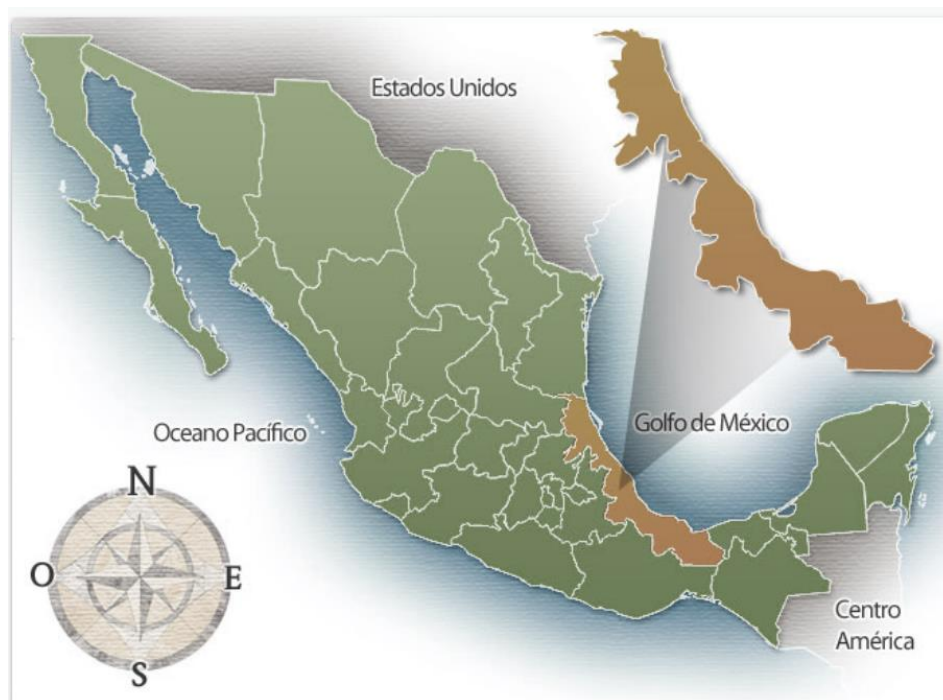 Estados Unidos
Golfo de México
Oceano Pacífico
N
O
E
S
Centro
América